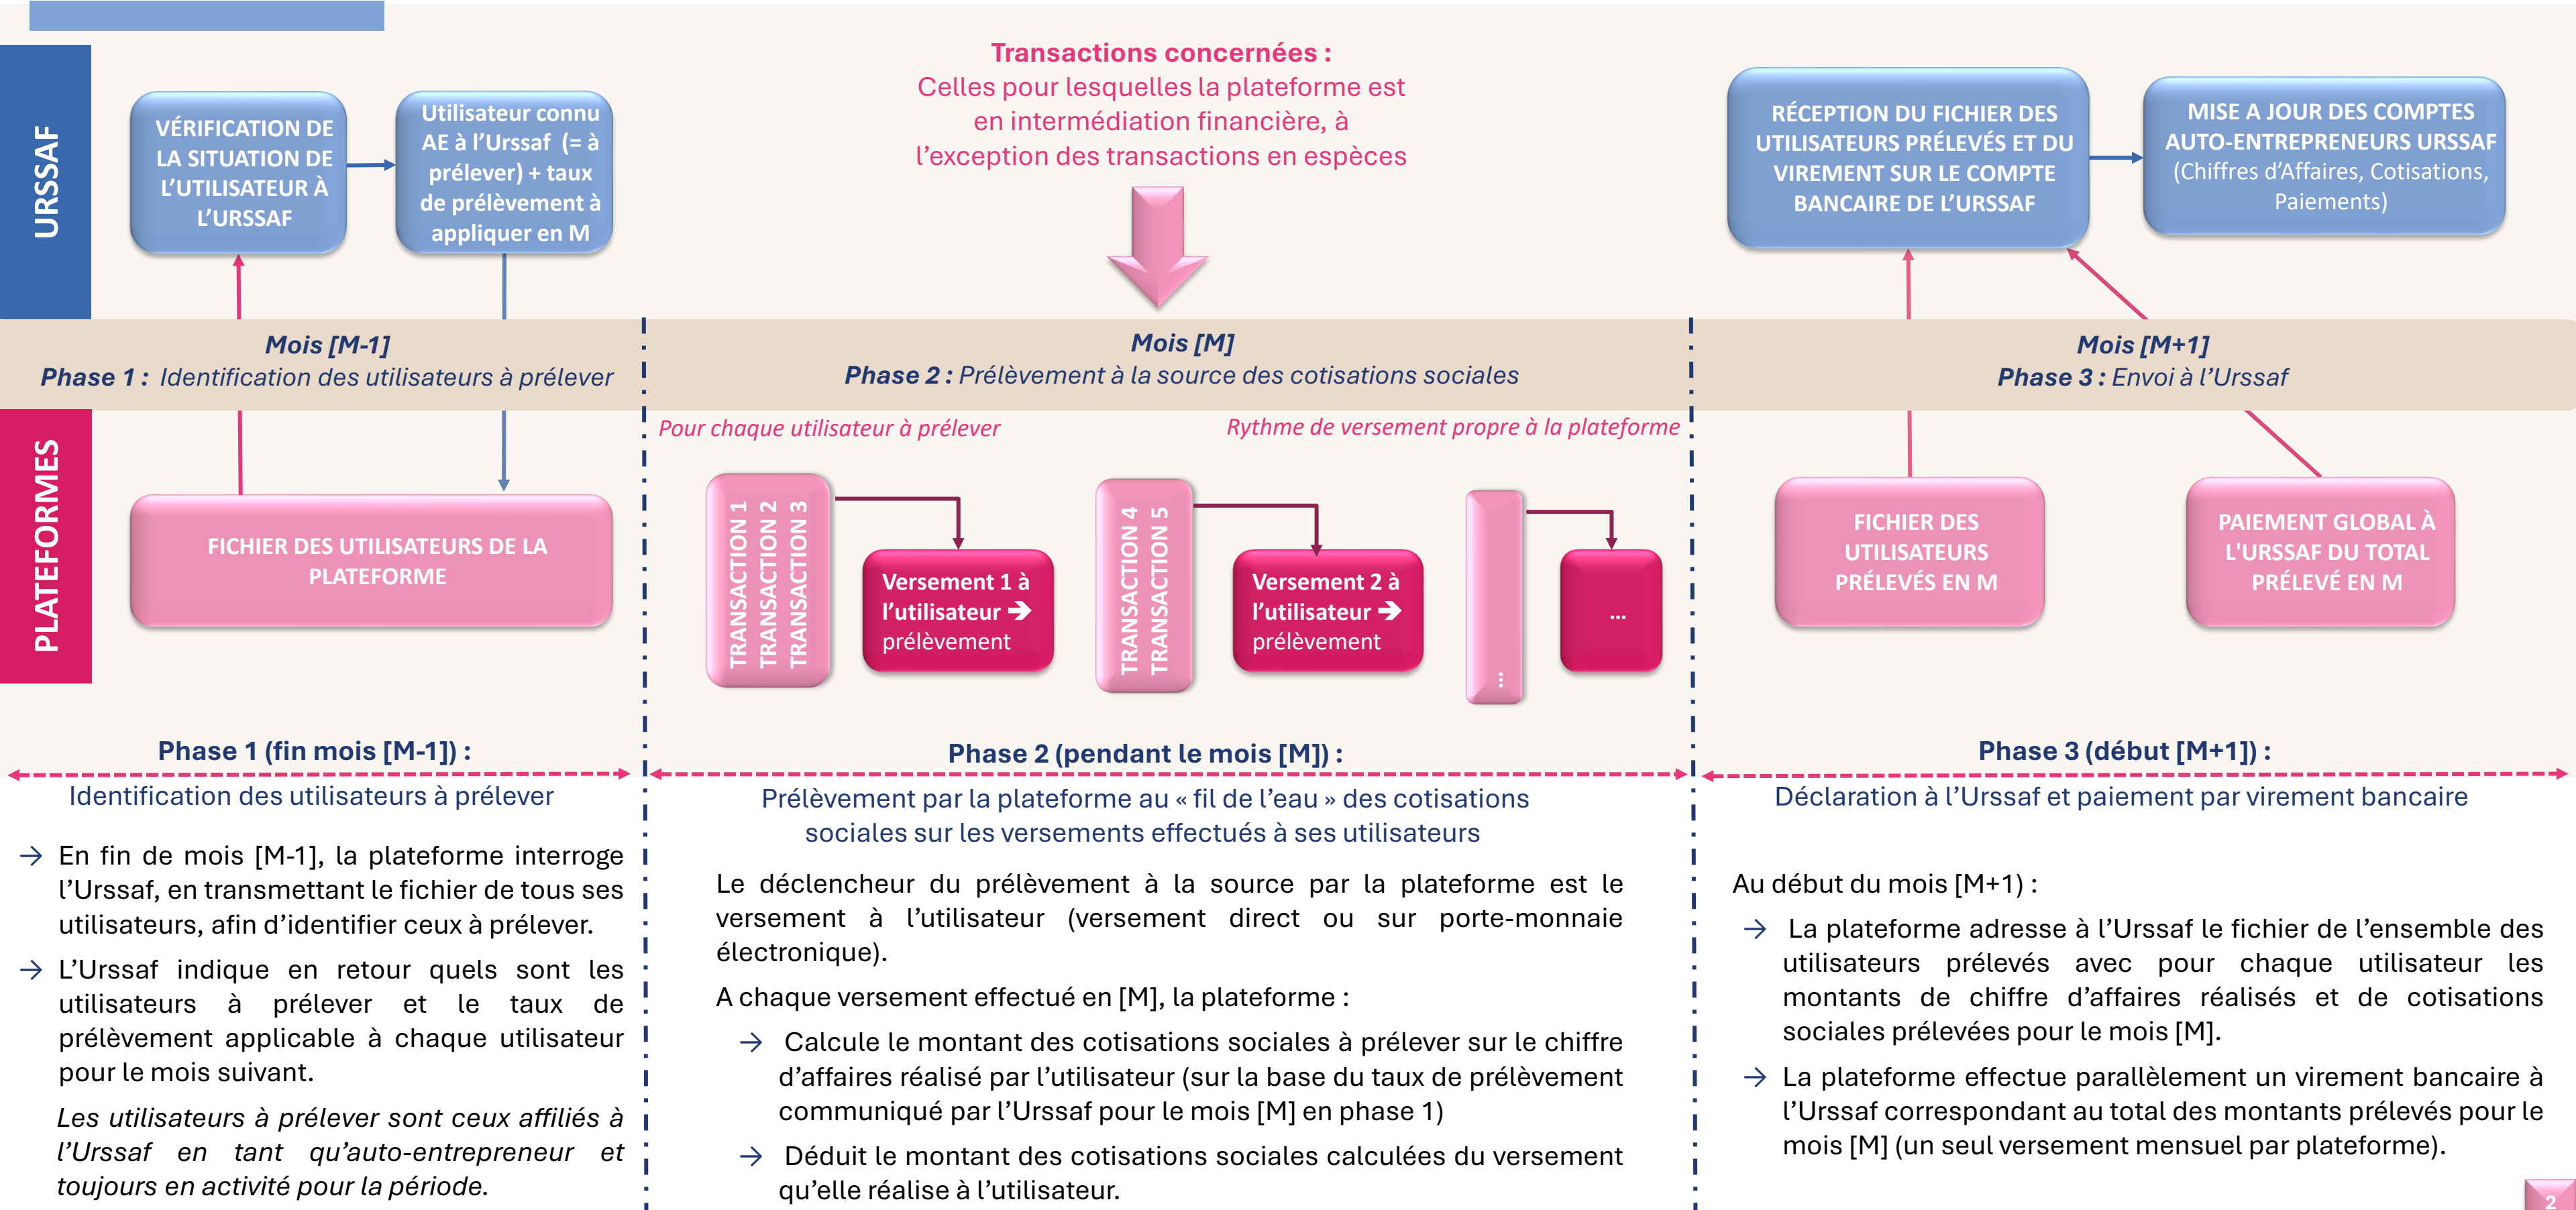 URSSAF
VÉRIFICATION DE
LA SITUATION DE
L'UTILISATEUR À
L'URSSAF
Utilisateur connu
AE à l'Urssaf (= à
prélever) + taux
de prélèvement à
appliquer en M
Transactions concernées :
Celles pour lesquelles la plateforme est
en intermédiation financière, à
l'exception des transactions en espèces
RÉCEPTION DU FICHIER DES
UTILISATEURS PRÉLEVÉS ET DU
VIREMENT SUR LE COMPTE
BANCAIRE DE L'URSSAF
MISE A JOUR DES COMPTES
AUTO-ENTREPRENEURS URSSAF
(Chiffres d'Affaires, Cotisations,
Paiements)
Mois [M-1]
Phase 1 : Identification des utilisateurs à prélever
Mois [M]
Phase 2 : Prélèvement à la source des cotisations sociales
Mois [M+1]
Phase 3 : Envoi à l'Urssaf
PLATEFORMES
FICHIER DES UTILISATEURS DE LA
PLATEFORME
Pour chaque utilisateur à prélever
Rythme de versement propre à la plateforme
TRANSACTION 1
TRANSACTION 2
TRANSACTION 3
Versement 1 à
l'utilisateur ➔
prélèvement
TRANSACTION 4
TRANSACTION 5
Versement 2 à
l'utilisateur ➔
prélèvement
...
...
FICHIER DES
UTILISATEURS
PRÉLEVÉS EN M
PAIEMENT GLOBAL À
L'URSSAF DU TOTAL
PRÉLEVÉ EN M
Phase 1 (fin mois [M-1]) :
Identification des utilisateurs à prélever
→ En fin de mois [M-1], la plateforme interroge
l'Urssaf, en transmettant le fichier de tous ses
utilisateurs, afin d'identifier ceux à prélever.
→ L'Urssaf indique en retour quels sont les
utilisateurs à prélever et le taux de
prélèvement applicable à chaque utilisateur
pour le mois suivant.
Les utilisateurs à prélever sont ceux affiliés à
l'Urssaf en tant qu'auto-entrepreneur et
toujours en activité pour la période.
Phase 2 (pendant le mois [M]) :
Prélèvement par la plateforme au « fil de l'eau » des cotisations
sociales sur les versements effectués à ses utilisateurs
Le déclencheur du prélèvement à la source par la plateforme est le
versement à l'utilisateur (versement direct ou sur porte-monnaie
électronique).
A chaque versement effectué en [M], la plateforme :
→ Calcule le montant des cotisations sociales à prélever sur le chiffre
d'affaires réalisé par l'utilisateur (sur la base du taux de prélèvement
communiqué par l'Urssaf pour le mois [M] en phase 1)
→ Déduit le montant des cotisations sociales calculées du versement
qu'elle réalise à l'utilisateur.
Phase 3 (début [M+1]) :
Déclaration à l'Urssaf et paiement par virement bancaire
Au début du mois [M+1) :
→ La plateforme adresse à l'Urssaf le fichier de l'ensemble des
utilisateurs prélevés avec pour chaque utilisateur les
montants de chiffre d'affaires réalisés et de cotisations
sociales prélevées pour le mois [M].
→ La plateforme effectue parallèlement un virement bancaire à
l'Urssaf correspondant au total des montants prélevés pour le
mois [M] (un seul versement mensuel par plateforme).
2